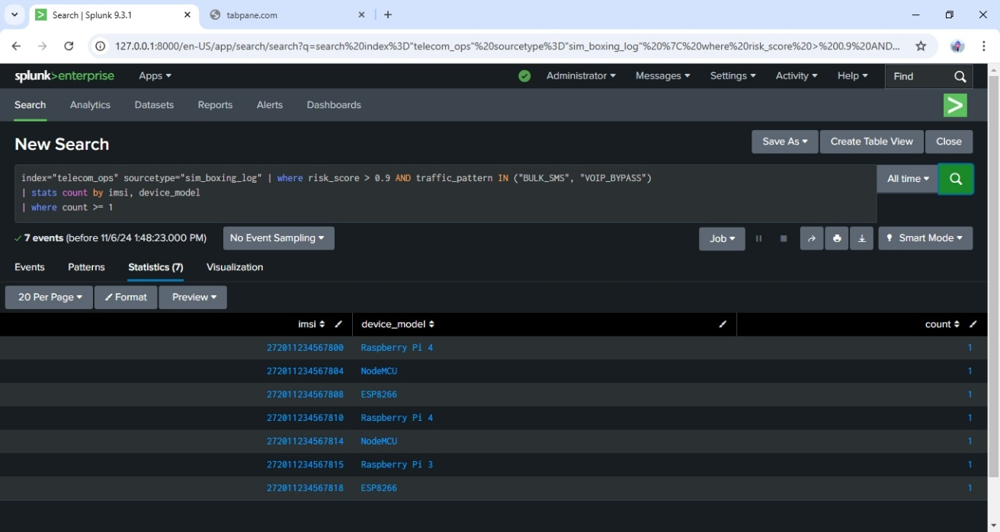 Search | Splunk 9.3.1
tabpane.com
127.0.0.1:8000/en-US/app/search/search?q=search%20index%3D"telecom_ops"%20sourcetype%3D"sim_boxing_log"%20%7C%20where%20risk_score%20>%200.9%20AND...
splunk>enterprise Apps Administrator Messages Settings Activity Help Find
Search Analytics Datasets Reports Alerts Dashboards
New Search Save As Create Table View Close
index="telecom_ops" sourcetype="sim_boxing_log" | where risk_score > 0.9 AND traffic_pattern IN ("BULK_SMS", "VOIP_BYPASS") All time
| stats count by imsi, device_model
| where count >= 1
7 events (before 11/6/24 1:48:23.000 PM) No Event Sampling Job Smart Mode
Events Patterns Statistics (7) Visualization
20 Per Page Format Preview
imsi device_model count
272011234567800 Raspberry Pi 4 1
272011234567804 NodeMCU 1
272011234567808 ESP8266 1
272011234567810 Raspberry Pi 4 1
272011234567814 NodeMCU 1
272011234567815 Raspberry Pi 3 1
272011234567818 ESP8266 1